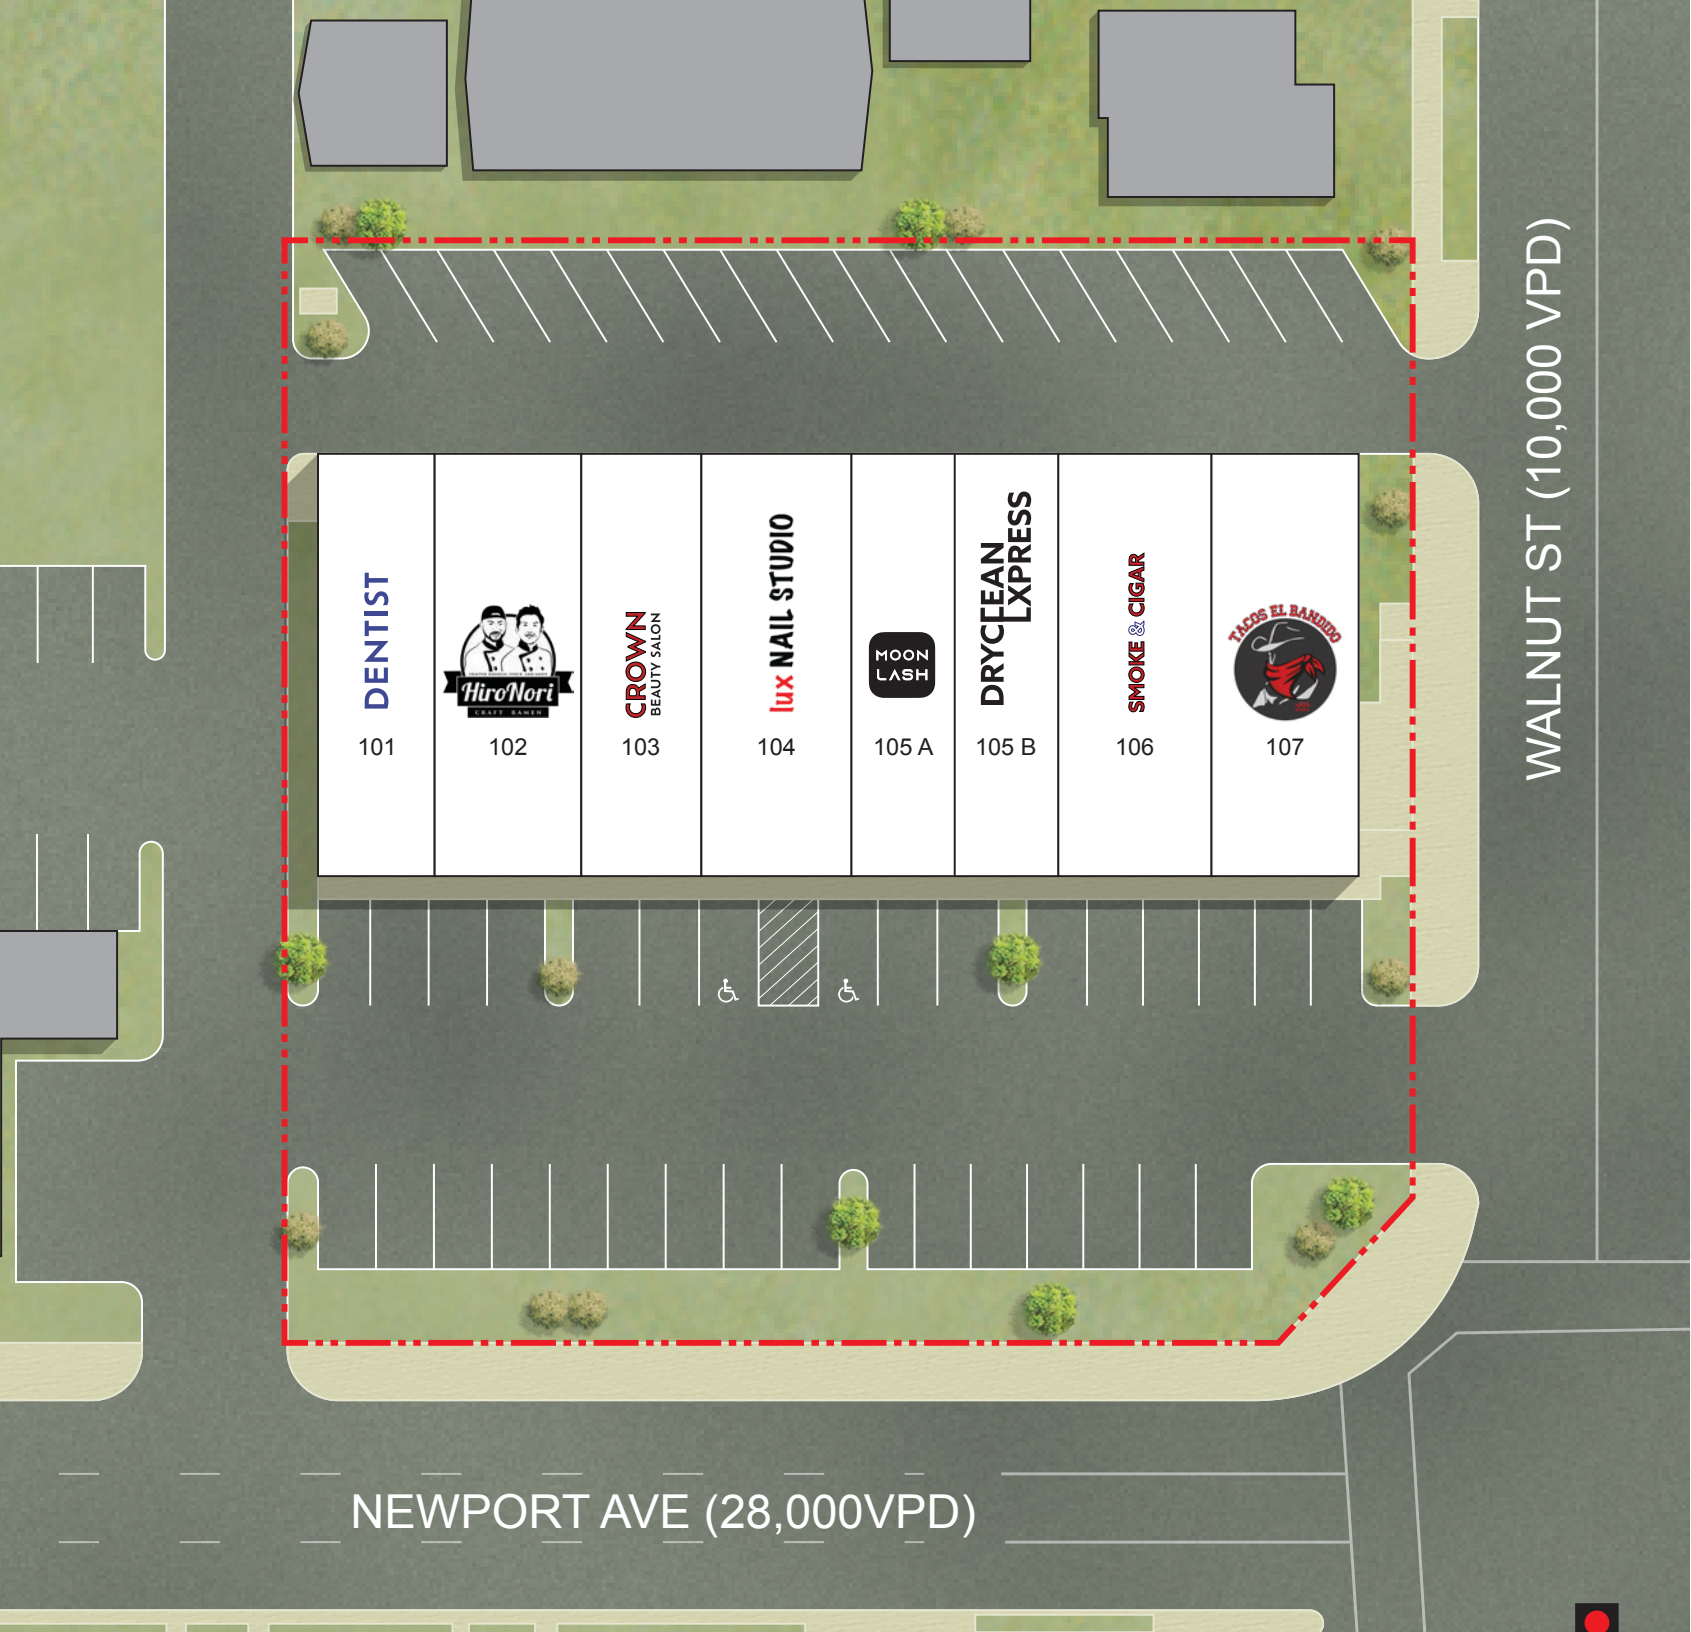 DENTIST
101
HiroNori
CRAFT RAMEN
102
CROWN
BEAUTY SALON
103
lux NAIL STUDIO
104
MOON
LASH
105 A
DRYCLEAN
EXPRESS
105 B
SMOKE & CIGAR
106
TACOS EL BANDIDO
107
WALNUT ST (10,000 VPD)
NEWPORT AVE (28,000VPD)